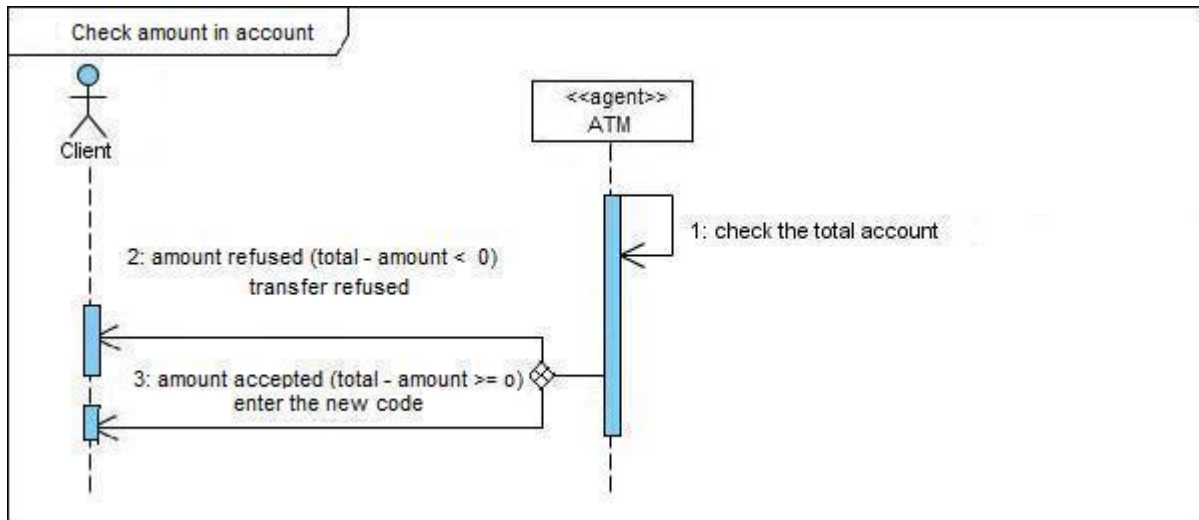 Check amount in account
Client
<<agent>>
ATM
1: check the total account
2: amount refused (total - amount < 0)
transfer refused
3: amount accepted (total - amount >= o)
enter the new code